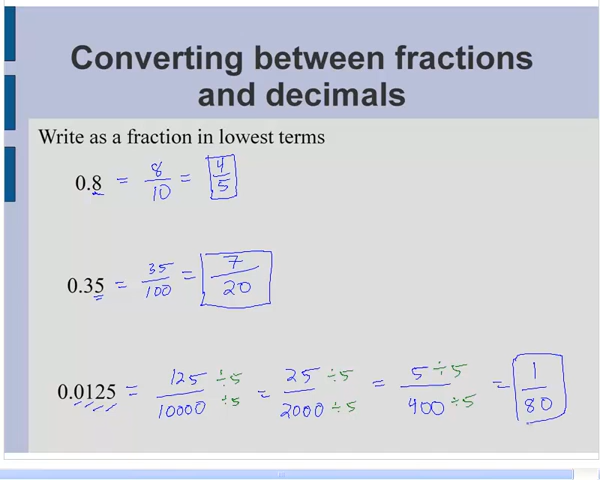 Converting between fractions
and decimals
Write as a fraction in lowest terms
0.8 = 8/10 = 4/5
0.35 = 35/100 = 7/20
0.0125 = 125÷5/10000÷5 = 25÷5/2000÷5 = 5÷5/400÷5 = 1/80